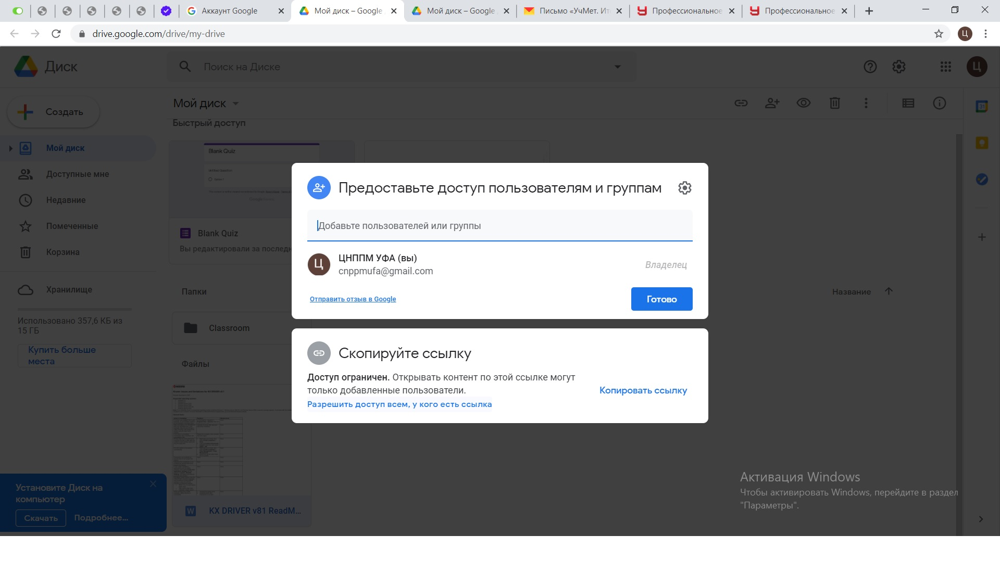 Аккаунт Google
Мой диск – Google
Мой диск – Google
Письмо «УчМет. Ит
Профессиональное
Профессиональное
drive.google.com/drive/my-drive
Ц
Диск
Поиск на Диске
Ц
Создать
Мой диск
Быстрый доступ
31
Мой диск
Доступные мне
Недавние
Помеченные
Корзина
Хранилище
Использовано 357,6 КБ из
15 ГБ
Купить больше
места
Blank Quiz
Untitled Question
Blank Quiz
Вы редактировали за последн
Предоставьте доступ пользователям и группам
Добавьте пользователей или группы
Ц
ЦНППМ УФА (вы)
cnppmufa@gmail.com
Владелец
Отправить отзыв в Google
Готово
Папки
Название
Classroom
Файлы
Скопируйте ссылку
Доступ ограничен. Открывать контент по этой ссылке могут
только добавленные пользователи.
Копировать ссылку
Разрешить доступ всем, у кого есть ссылка
W
KX DRIVER v81 ReadM...
Установите Диск на
компьютер
Скачать
Подробнее...
Активация Windows
Чтобы активировать Windows, перейдите в раздел
"Параметры".